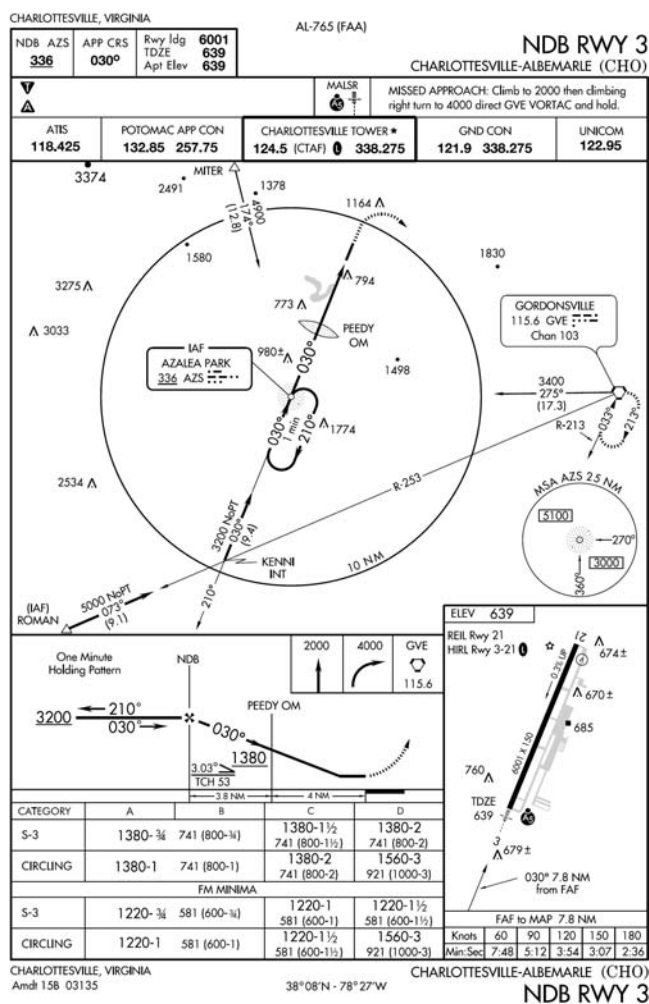 CHARLOTTESVILLE, VIRGINIA
AL-765 (FAA)
NDB AZS
336
APP CRS
030°
Rwy ldg 6001
TDZE 639
Apt Elev 639
NDB RWY 3
CHARLOTTESVILLE-ALBEMARLE (CHO)
T
A
MALSR
A5
MISSED APPROACH: Climb to 2000 then climbing
right turn to 4000 direct GVE VORTAC and hold.
ATIS
118.425
POTOMAC APP CON
132.85 257.75
CHARLOTTESVILLE TOWER ★
124.5 (CTAF) L 338.275
GND CON
121.9 338.275
UNICOM
122.95
3374
2491
MITER
1378
4900
174°
(12.8)
1164
1580
1830
3275
794
773
3033
PEEDY
OM
GORDONSVILLE
115.6 GVE
Chan 103
IAF
AZALEA PARK
336 AZS
980±
030°
1498
3400
275°
(17.3)
030°
1 min
210°
1774
R-213
033°
213°
2534
R-253
MSA AZS 25 NM
5100
270°
3000
360°
3200 NoPT
030°
(9.4)
KENNI
INT
10 NM
210°
5000 NoPT
073°
(9.1)
(IAF)
ROMAN
ELEV 639
REIL Rwy 21
HIRL Rwy 3-21 L
21
674±
0.3% UP
670±
685
6001 X 150
760
TDZE
639
A5
3
679±
030° 7.8 NM
from FAF
One Minute
Holding Pattern
NDB
2000
4000
GVE
115.6
PEEDY OM
3200
210°
030°
030°
1380
3.03°
TCH 53
3.8 NM
4 NM
CATEGORY A B C D
S-3 1380-¾ 741 (800-¾) 1380-1½ 741 (800-1½) 1380-2 741 (800-2)
CIRCLING 1380-1 741 (800-1) 1380-2 741 (800-2) 1560-3 921 (1000-3)
FM MINIMA
S-3 1220-¾ 581 (600-¾) 1220-1 581 (600-1) 1220-1½ 581 (600-1½)
CIRCLING 1220-1 581 (600-1) 1220-1½ 581 (600-1½) 1560-3 921 (1000-3)
FAF to MAP 7.8 NM
Knots 60 90 120 150 180
Min:Sec 7:48 5:12 3:54 3:07 2:36
CHARLOTTESVILLE, VIRGINIA
Amdt 15B 03135
38°08'N - 78°27'W
CHARLOTTESVILLE-ALBEMARLE (CHO)
NDB RWY 3